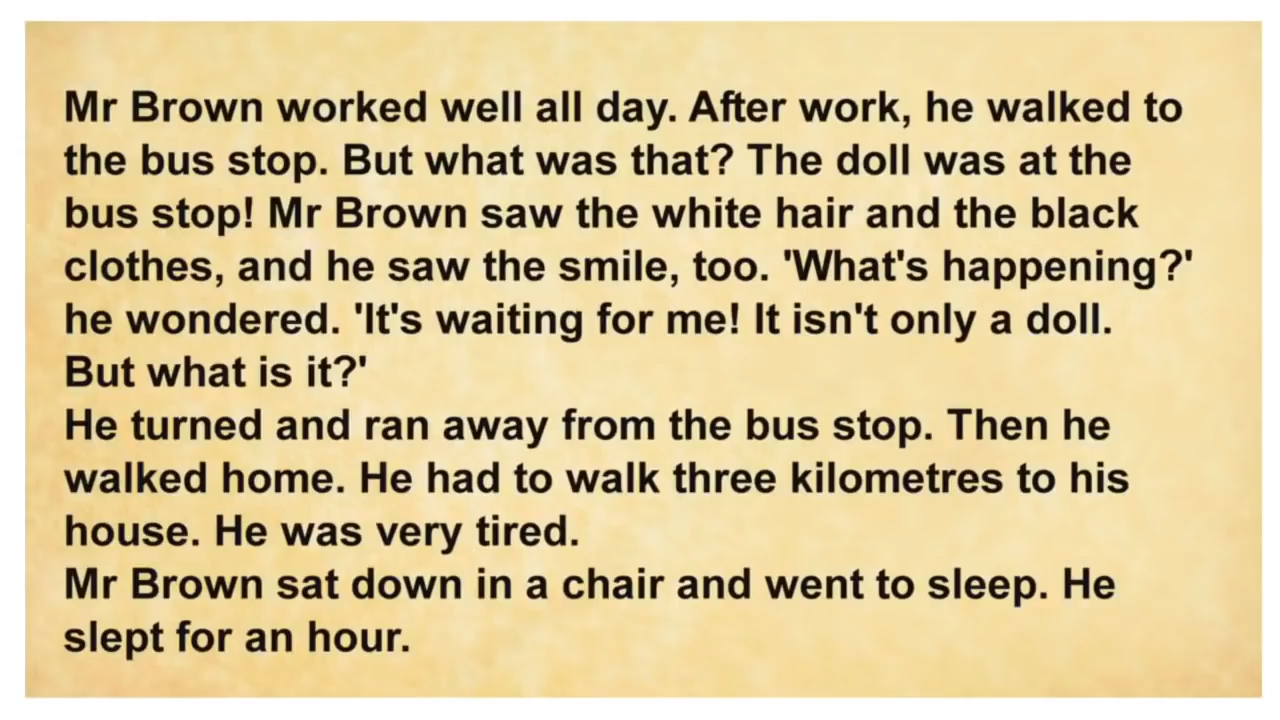 Mr Brown worked well all day. After work, he walked to
the bus stop. But what was that? The doll was at the
bus stop! Mr Brown saw the white hair and the black
clothes, and he saw the smile, too. 'What's happening?'
he wondered. 'It's waiting for me! It isn't only a doll.
But what is it?'
He turned and ran away from the bus stop. Then he
walked home. He had to walk three kilometres to his
house. He was very tired.
Mr Brown sat down in a chair and went to sleep. He
slept for an hour.